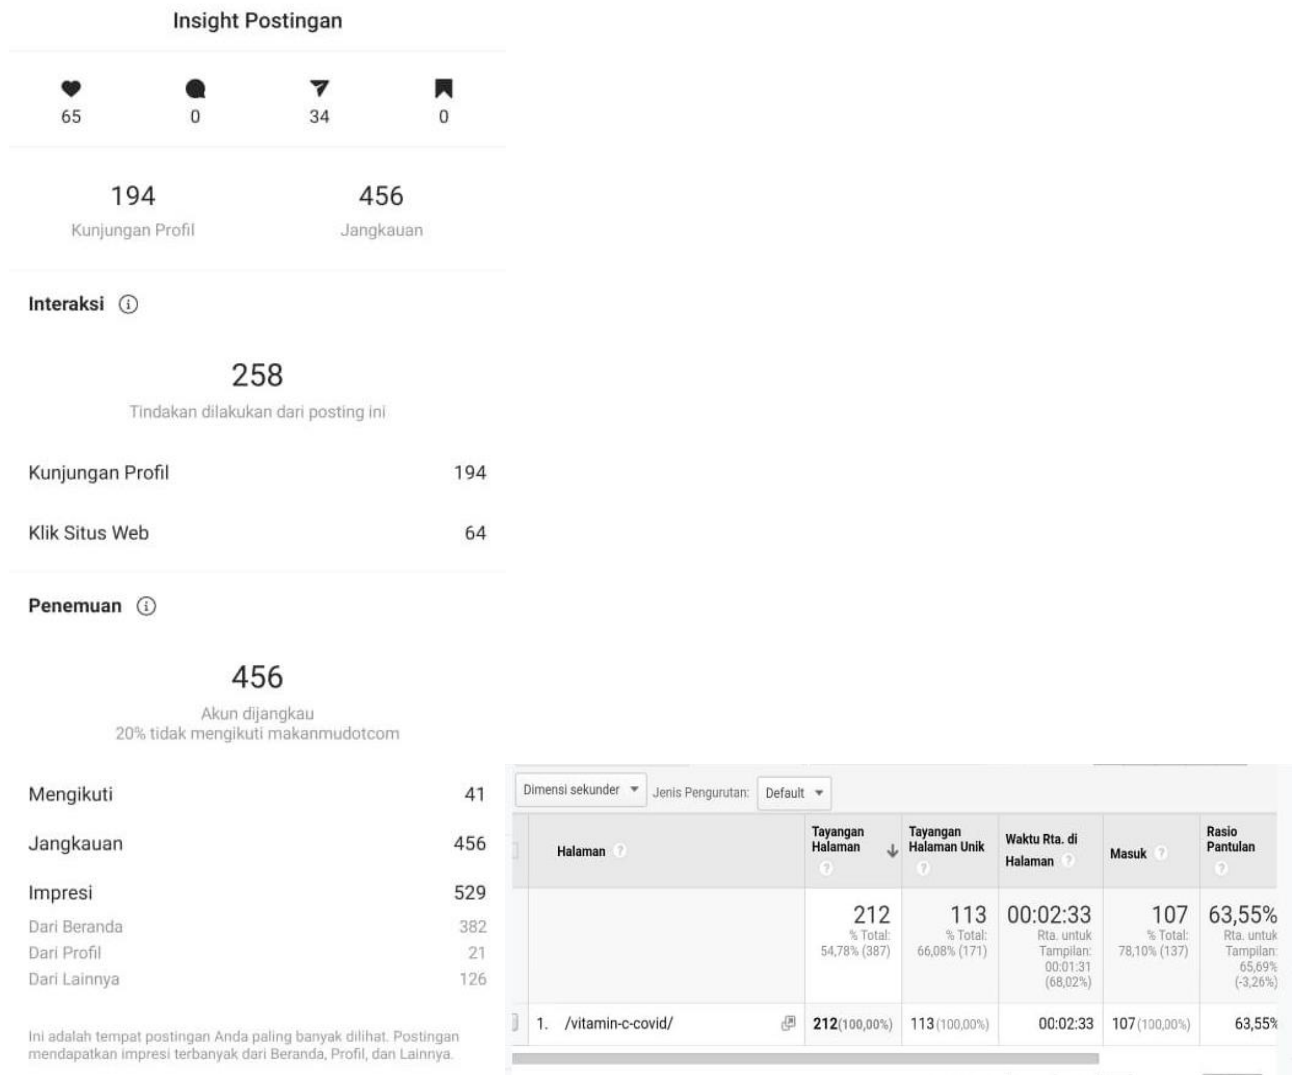 Insight Postingan
65 0 34 0
194 456
Kunjungan Profil Jangkauan
Interaksi
258
Tindakan dilakukan dari posting ini
Kunjungan Profil 194
Klik Situs Web 64
Penemuan
456
Akun dijangkau
20% tidak mengikuti makanmudotcom
Mengikuti 41
Jangkauan 456
Impresi 529
Dari Beranda 382
Dari Profil 21
Dari Lainnya 126
Ini adalah tempat postingan Anda paling banyak dilihat. Postingan
mendapatkan impresi terbanyak dari Beranda, Profil, dan Lainnya.
Dimensi sekunder Jenis Pengurutan: Default
Halaman
Tayangan
Halaman
Tayangan
Halaman Unik
Waktu Rta. di
Halaman
Masuk
Rasio
Pantulan
212
% Total:
54,78% (387)
113
% Total:
66,08% (171)
00:02:33
Rta. untuk
Tampilan:
00:01:31
(68,02%)
107
% Total:
78,10% (137)
63,55%
Rta. untuk
Tampilan:
65,69%
(-3,26%)
1. /vitamin-c-covid/ 212(100,00%) 113(100,00%) 00:02:33 107(100,00%) 63,55%